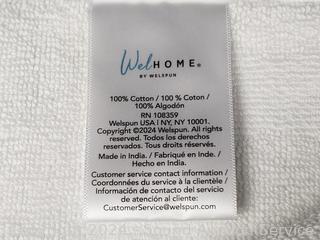 WelHOME®
BY WELSPUN
100% Cotton / 100 % Coton /
100% Algodón
RN 108359
Welspun USA | NY, NY 10001.
Copyright ©2024 Welspun. All rights
reserved. Todos los derechos
reservados. Tous droits réservés.
Made in India. / Fabriqué en Inde. /
Hecho en India.
Customer service contact information /
Coordonnées du service à la clientèle /
Información de contacto del servicio
de atención al cliente:
CustomerService@welspun.com
Service